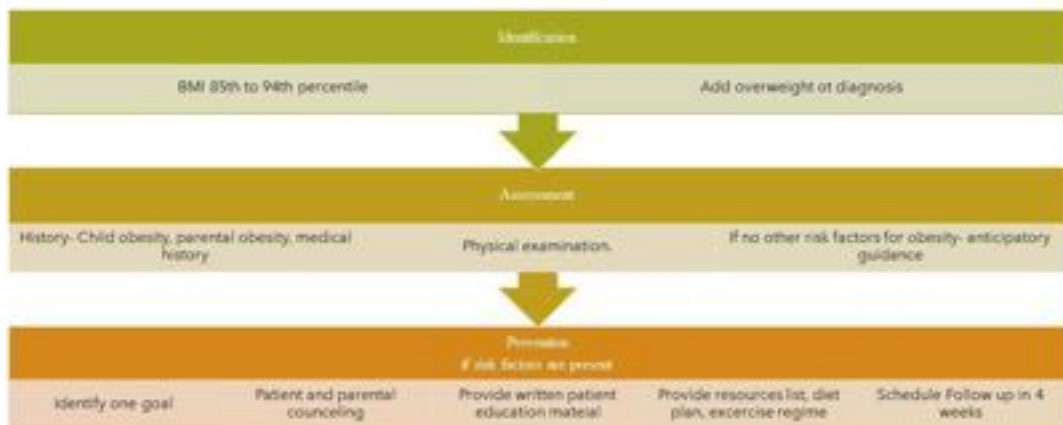 Identification
BMI 85th to 94th percentile
Add overweight ot diagnosis
Assessment
History- Child obesity, parental obesity, medical
history
Physical examination.
If no other risk factors for obesity- anticipatory
guidance
Prevention
if risk factors are present
Identify one goal
Patient and parental
counceling
Provide written patient
education mateial
Provide resources list, diet
plan, excercise regime
Schedule Follow up in 4
weeks